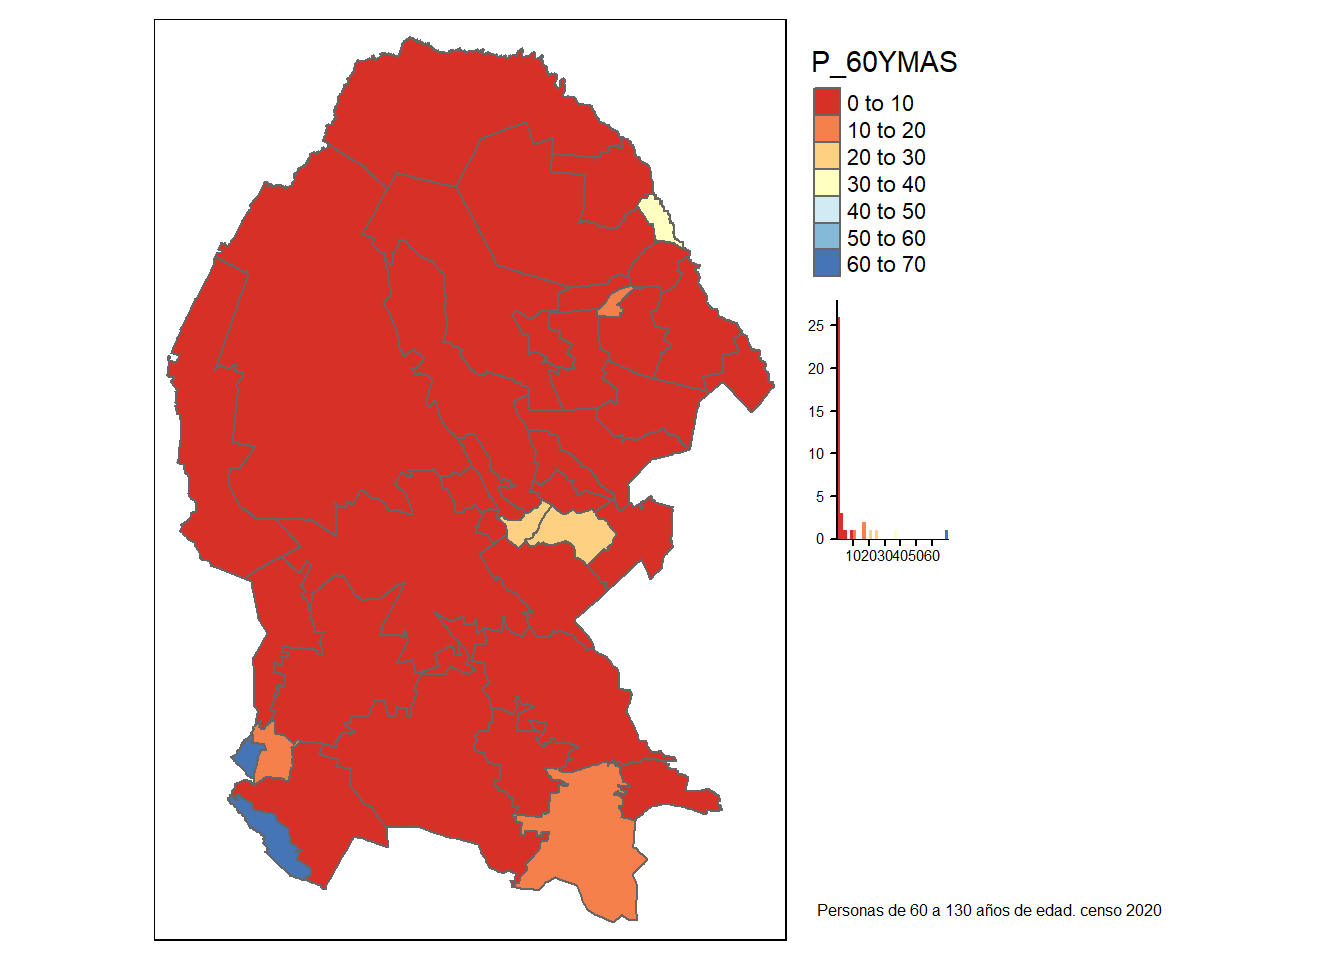 P_60YMAS
0 to 10
10 to 20
20 to 30
30 to 40
40 to 50
50 to 60
60 to 70
25
20
15
10
5
0
102030405060
Personas de 60 a 130 años de edad. censo 2020